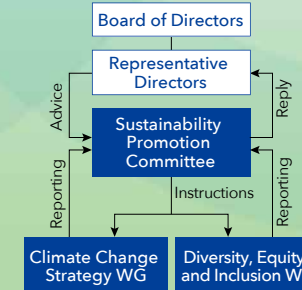 Board of Directors
Representative
Directors
Advice
Reply
Sustainability
Promotion
Committee
Reporting
Instructions
Reporting
Climate Change
Strategy WG
Diversity, Equity
and Inclusion W